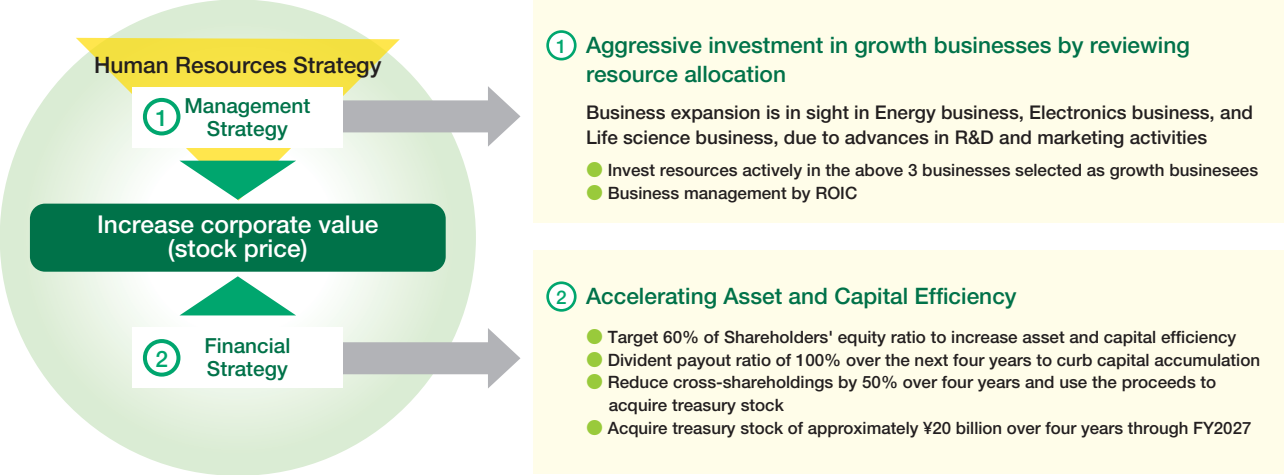 Human Resources Strategy
1 Management
Strategy
Increase corporate value
(stock price)
2 Financial
Strategy
1 Aggressive investment in growth businesses by reviewing
resource allocation
Business expansion is in sight in Energy business, Electronics business, and
Life science business, due to advances in R&D and marketing activities
● Invest resources actively in the above 3 businesses selected as growth businesees
● Business management by ROIC
2 Accelerating Asset and Capital Efficiency
● Target 60% of Shareholders' equity ratio to increase asset and capital efficiency
● Divident payout ratio of 100% over the next four years to curb capital accumulation
● Reduce cross-shareholdings by 50% over four years and use the proceeds to
acquire treasury stock
● Acquire treasury stock of approximately ¥20 billion over four years through FY2027